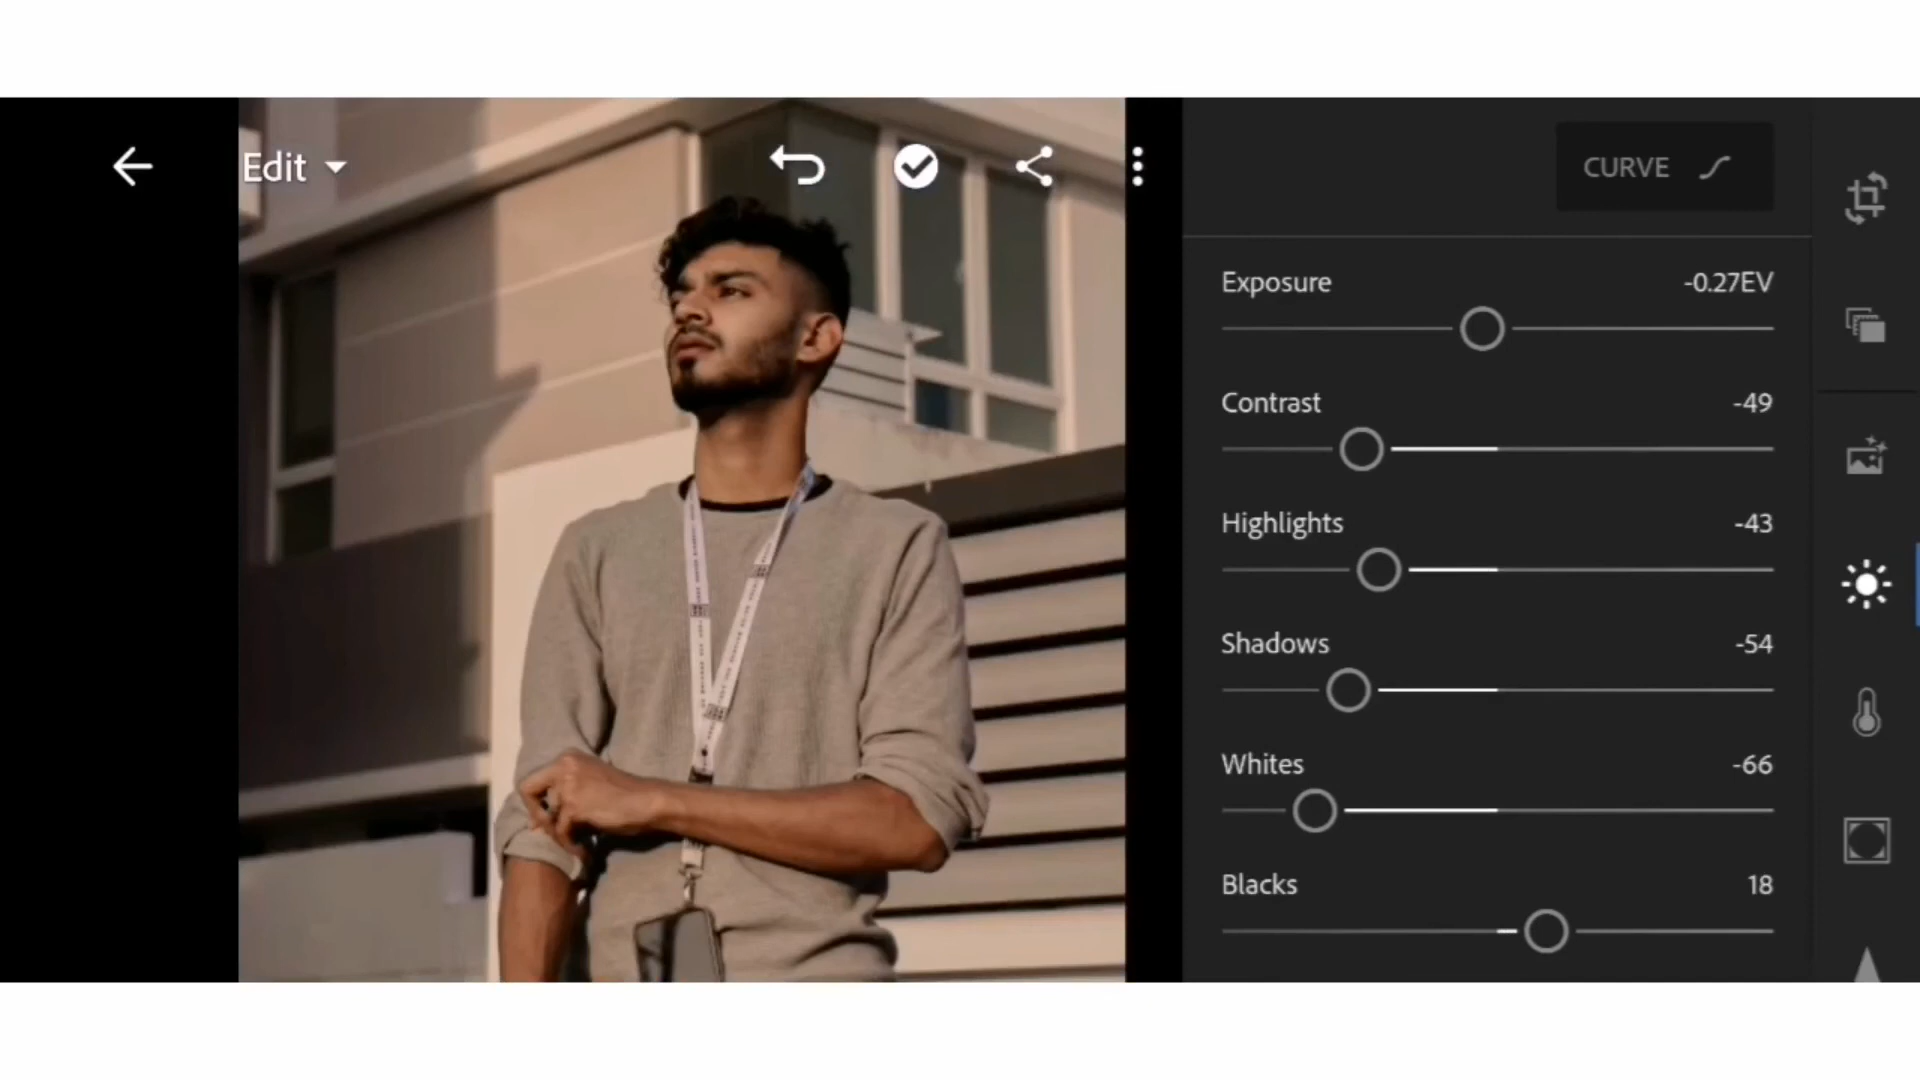 Edit
CURVE
Exposure -0.27EV
Contrast -49
Highlights -43
Shadows -54
Whites -66
Blacks 18